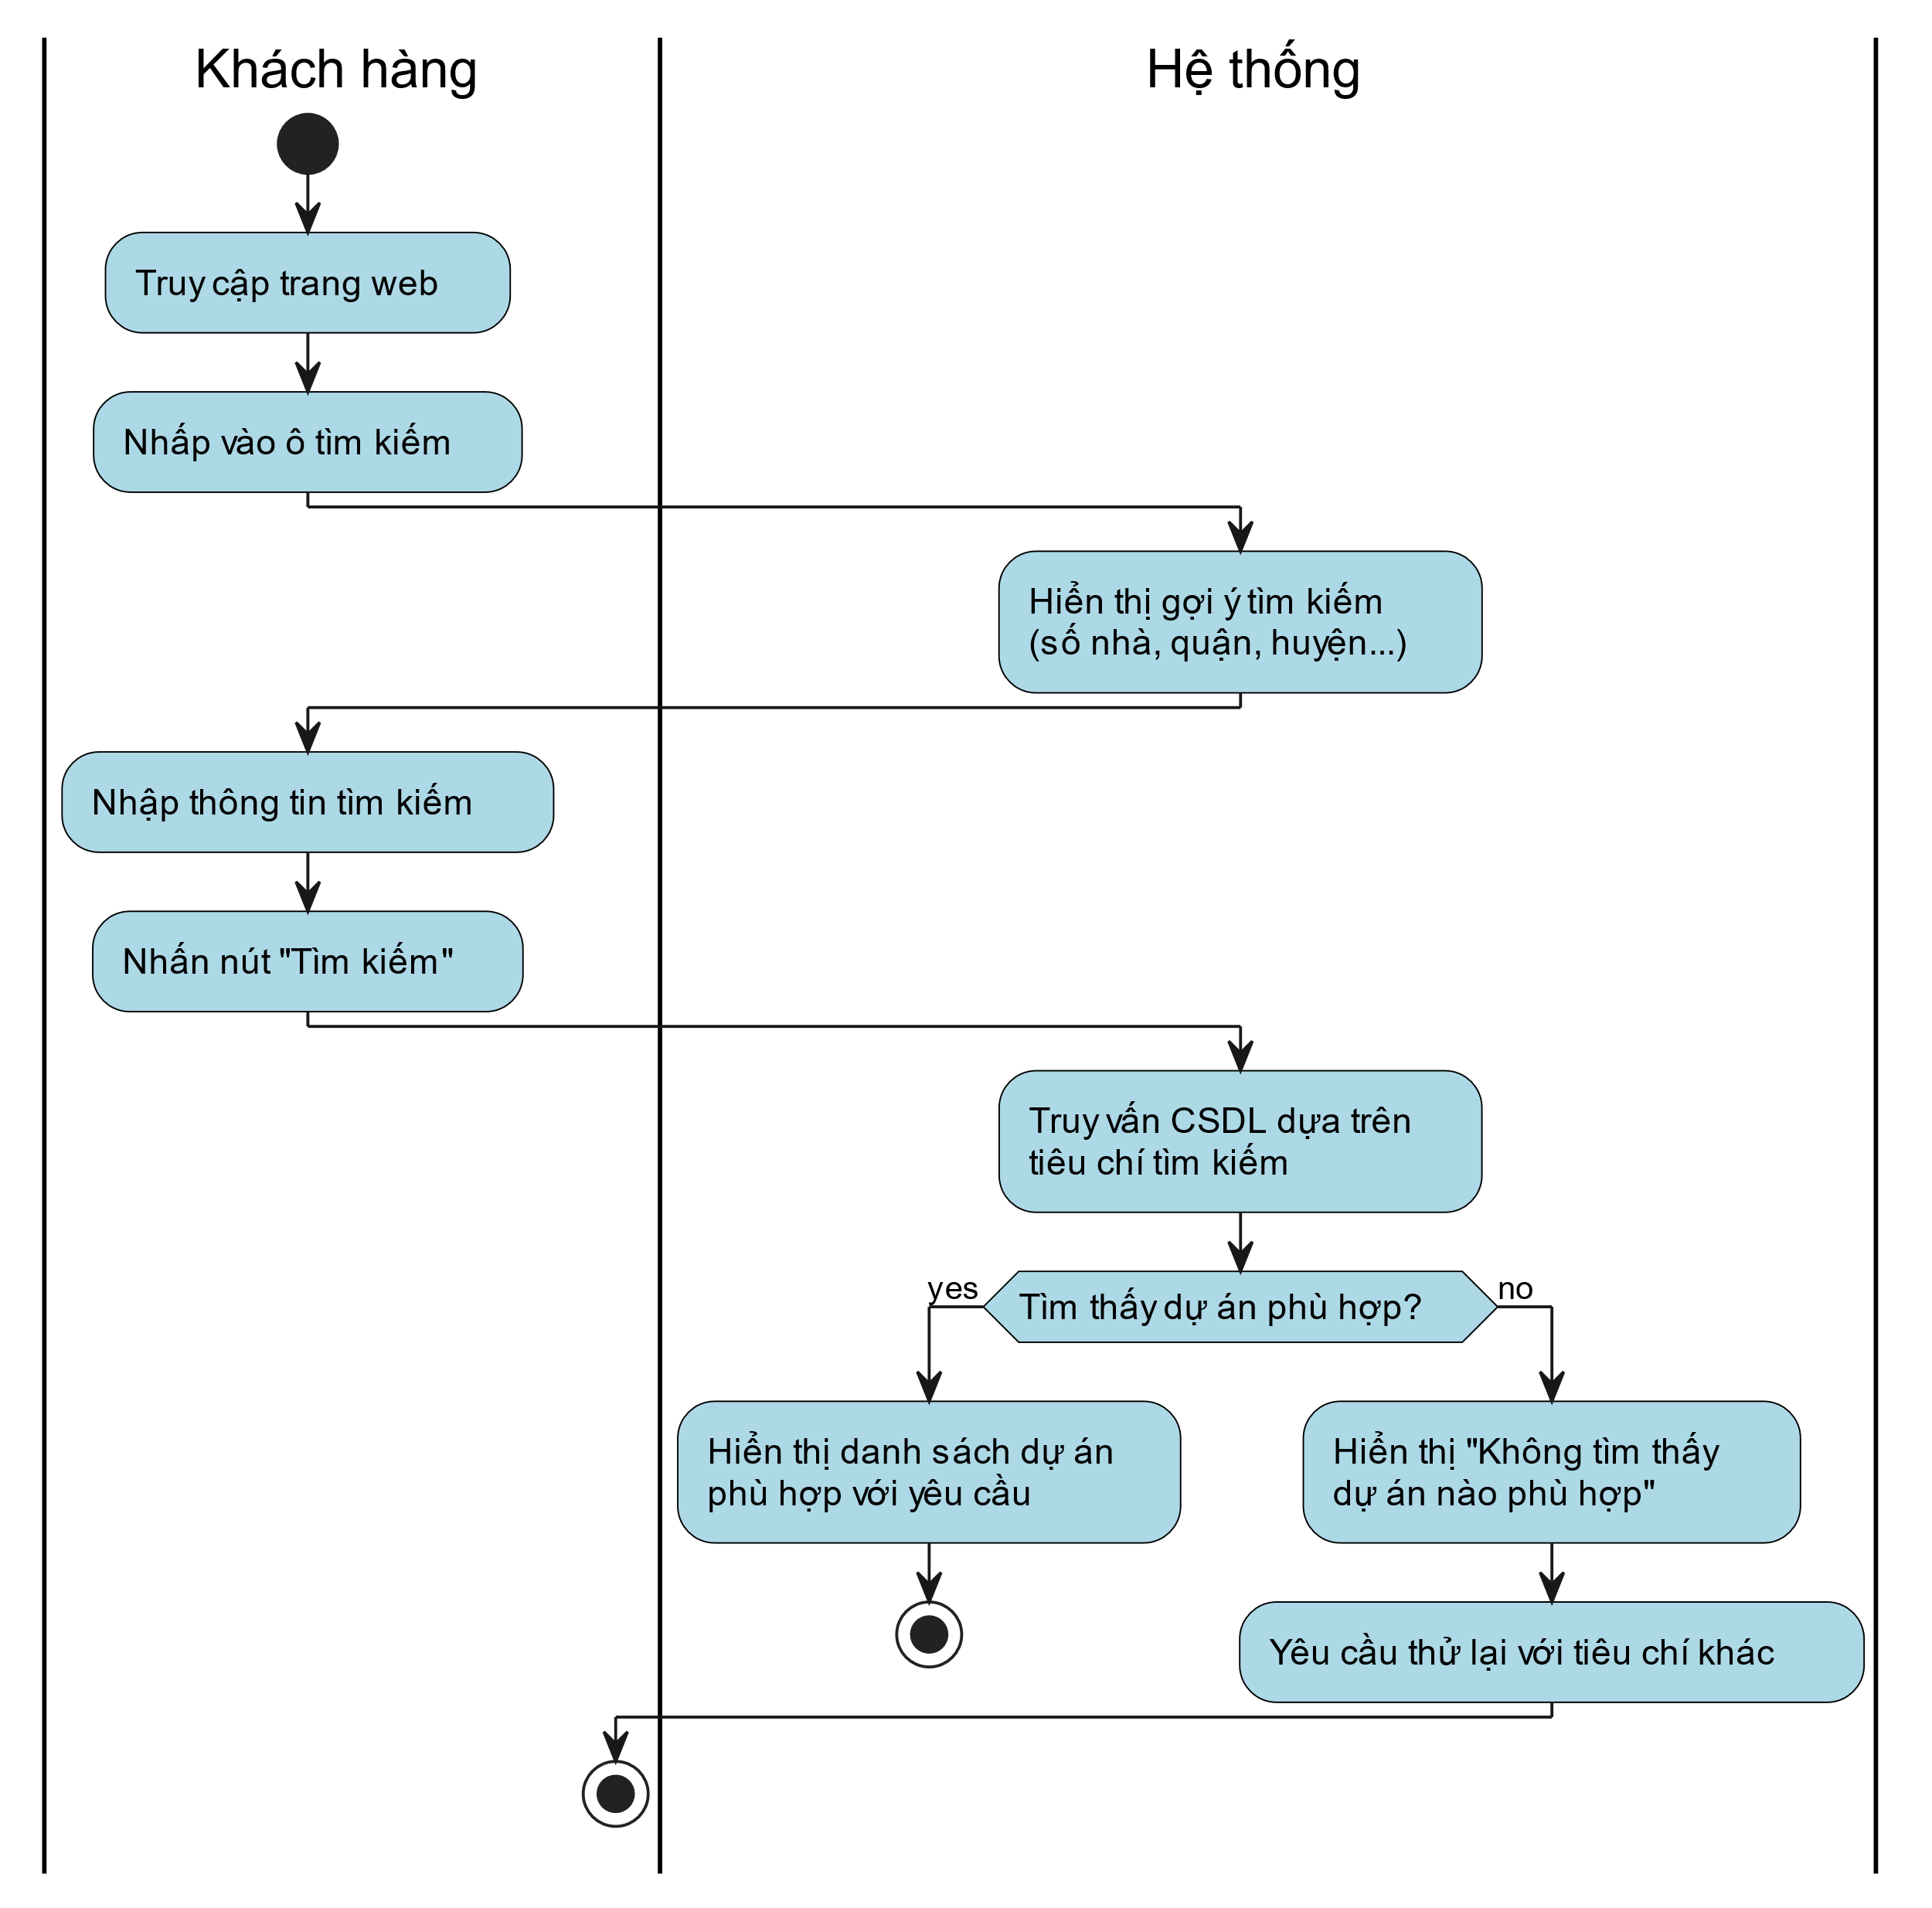 Khách hàng
Hệ thống
Truy cập trang web
Nhấp vào ô tìm kiếm
Hiển thị gợi ý tìm kiếm
(số nhà, quận, huyện...)
Nhập thông tin tìm kiếm
Nhấn nút "Tìm kiếm"
Truy vấn CSDL dựa trên
tiêu chí tìm kiếm
yes
Tìm thấy dự án phù hợp?
no
Hiển thị danh sách dự án
phù hợp với yêu cầu
Hiển thị "Không tìm thấy
dự án nào phù hợp"
Yêu cầu thử lại với tiêu chí khác